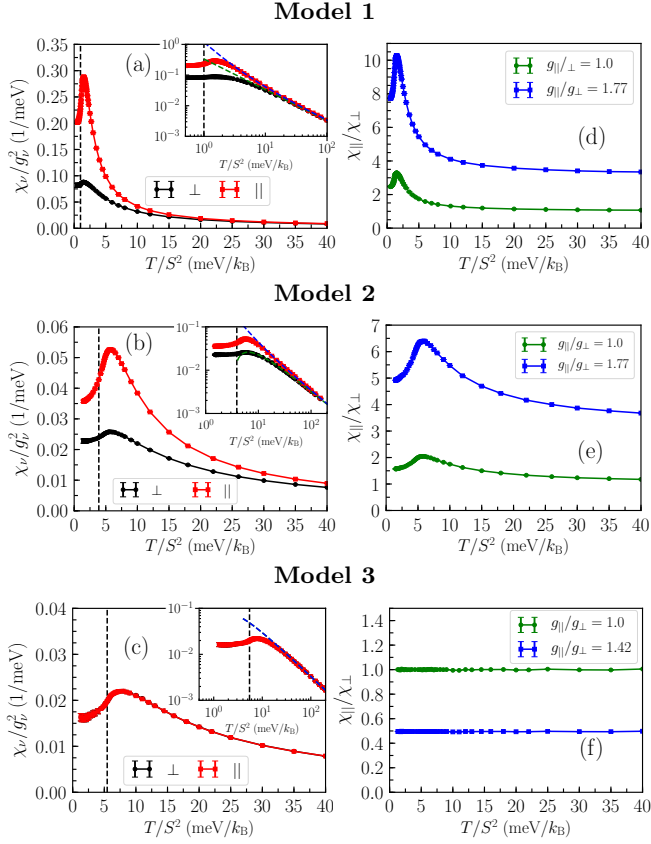 Model 1
0.35
0.30
0.25
0.20
0.15
0.10
0.05
0.00
χν/gν² (1/meV)
(a)
10⁰
10⁻¹
10⁻²
10⁻³
10⁰ 10¹ 10²
T/S² (meV/kB)
⊥ ||
0 5 10 15 20 25 30 35 40
T/S² (meV/kB)
10
8
6
4
2
0
χ||/χ⊥
g||/⊥ = 1.0
g||/g⊥ = 1.77
(d)
0 5 10 15 20 25 30 35 40
T/S² (meV/kB)
Model 2
0.06
0.05
0.04
0.03
0.02
0.01
0.00
χν/gν² (1/meV)
(b)
10⁻¹
10⁻²
10⁻³
10⁰ 10¹ 10²
T/S² (meV/kB)
⊥ ||
0 5 10 15 20 25 30 35 40
T/S² (meV/kB)
7
6
5
4
3
2
1
0
χ||/χ⊥
g||/g⊥ = 1.0
g||/g⊥ = 1.77
(e)
0 5 10 15 20 25 30 35 40
T/S² (meV/kB)
Model 3
0.04
0.03
0.02
0.01
0.00
χν/gν² (1/meV)
(c)
10⁻¹
10⁻²
10⁻³
10⁰ 10¹ 10²
T/S² (meV/kB)
⊥ ||
0 5 10 15 20 25 30 35 40
T/S² (meV/kB)
1.4
1.2
1.0
0.8
0.6
0.4
0.2
0.0
χ||/χ⊥
g||/g⊥ = 1.0
g||/g⊥ = 1.42
(f)
0 5 10 15 20 25 30 35 40
T/S² (meV/kB)